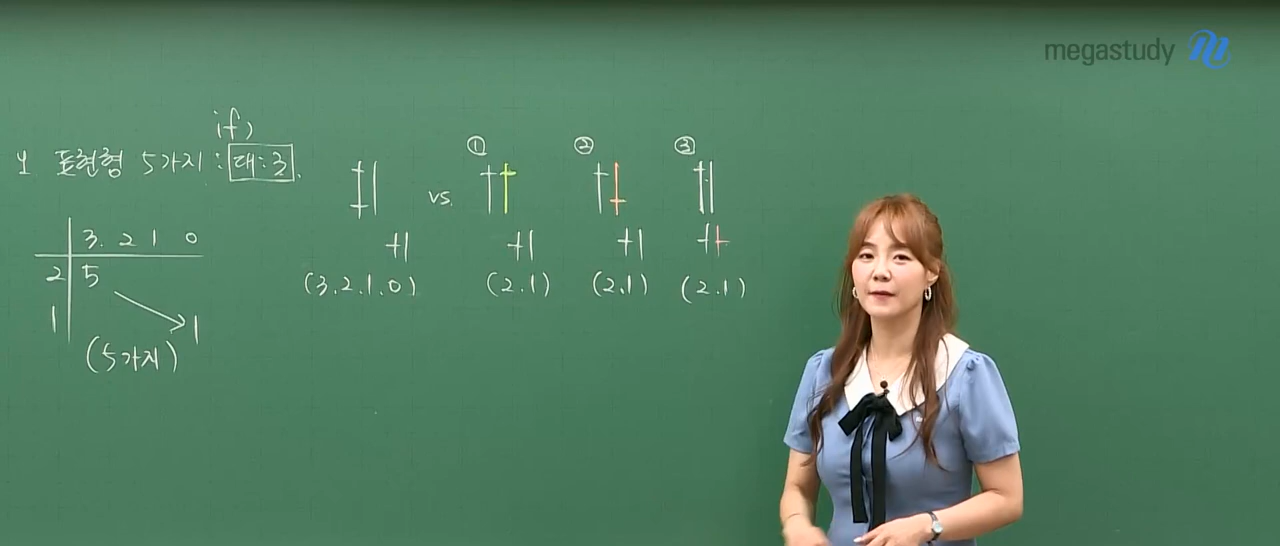 megastudy
if)
1 표현형 5가지 : 대:3.
① ② ③
vs.
3. 2 1 0
2 5
1 1
(5가지)
(3.2.1.0) (2.1) (2.1) (2.1)